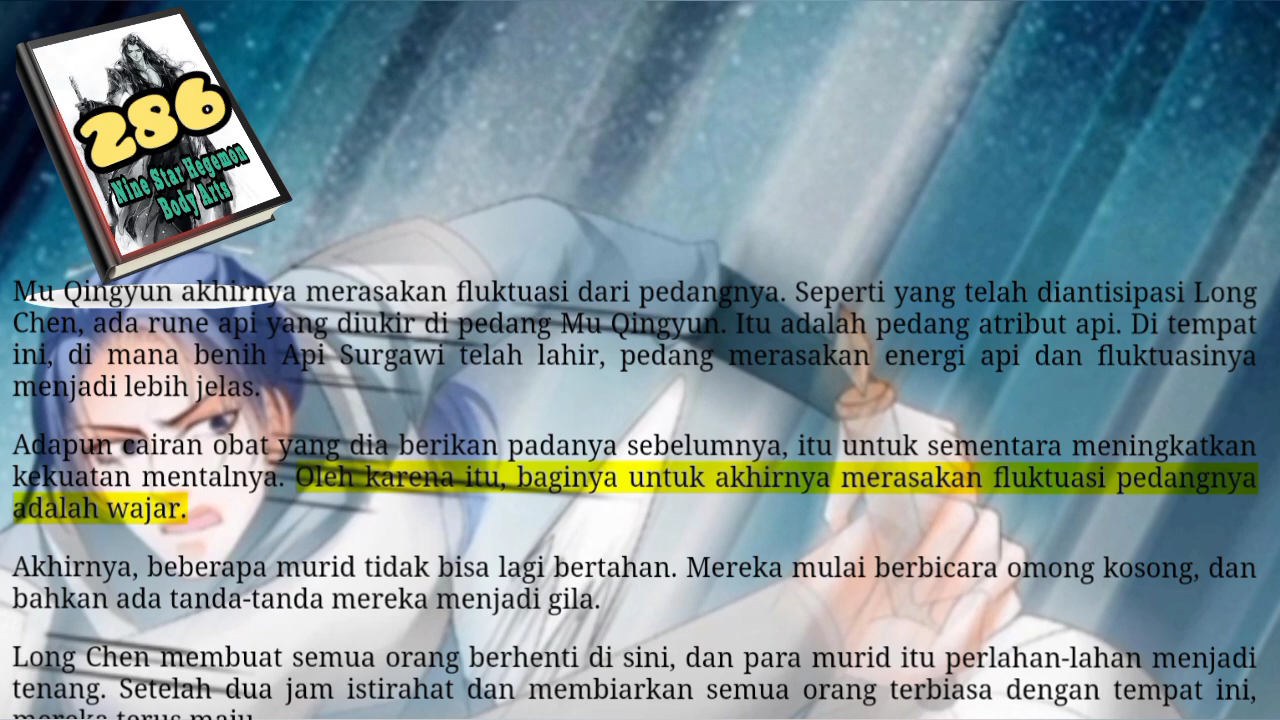 286
Nine Star Hegemon
Body Arts
Mu Qingyun akhirnya merasakan fluktuasi dari pedangnya. Seperti yang telah diantisipasi Long
Chen, ada rune api yang diukir di pedang Mu Qingyun. Itu adalah pedang atribut api. Di tempat
ini, di mana benih Api Surgawi telah lahir, pedang merasakan energi api dan fluktuasinya
menjadi lebih jelas.
Adapun cairan obat yang dia berikan padanya sebelumnya, itu untuk sementara meningkatkan
kekuatan mentalnya. Oleh karena itu, baginya untuk akhirnya merasakan fluktuasi pedangnya
adalah wajar.
Akhirnya, beberapa murid tidak bisa lagi bertahan. Mereka mulai berbicara omong kosong, dan
bahkan ada tanda-tanda mereka menjadi gila.
Long Chen membuat semua orang berhenti di sini, dan para murid itu perlahan-lahan menjadi
tenang. Setelah dua jam istirahat dan membiarkan semua orang terbiasa dengan tempat ini,
mereka terus maju.